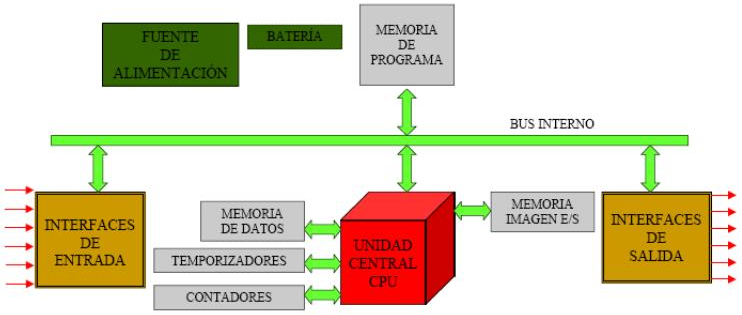 FUENTE
DE
ALIMENTACIÓN
BATERÍA
MEMORIA
DE
PROGRAMA
BUS INTERNO
INTERFACES
DE
ENTRADA
MEMORIA
DE DATOS
TEMPORIZADORES
CONTADORES
UNIDAD
CENTRAL
CPU
MEMORIA
IMAGEN E/S
INTERFACES
DE
SALIDA